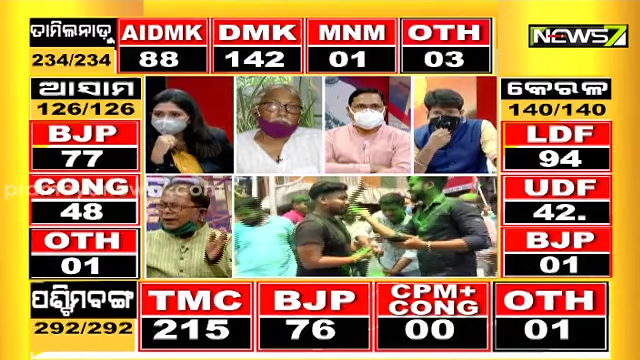 ତାମିଲନାଡ଼ୁ
234/234
AIDMK
88
DMK
142
MNM
01
OTH
03
NEWS7
ଆସାମ
126/126
BJP
77
CONG
48
OTH
01
କେରଳ
140/140
LDF
94
UDF
42.
BJP
01
ପଶ୍ଚିମବଙ୍ଗ
292/292
TMC
215
BJP
76
CPM+
CONG
00
OTH
01